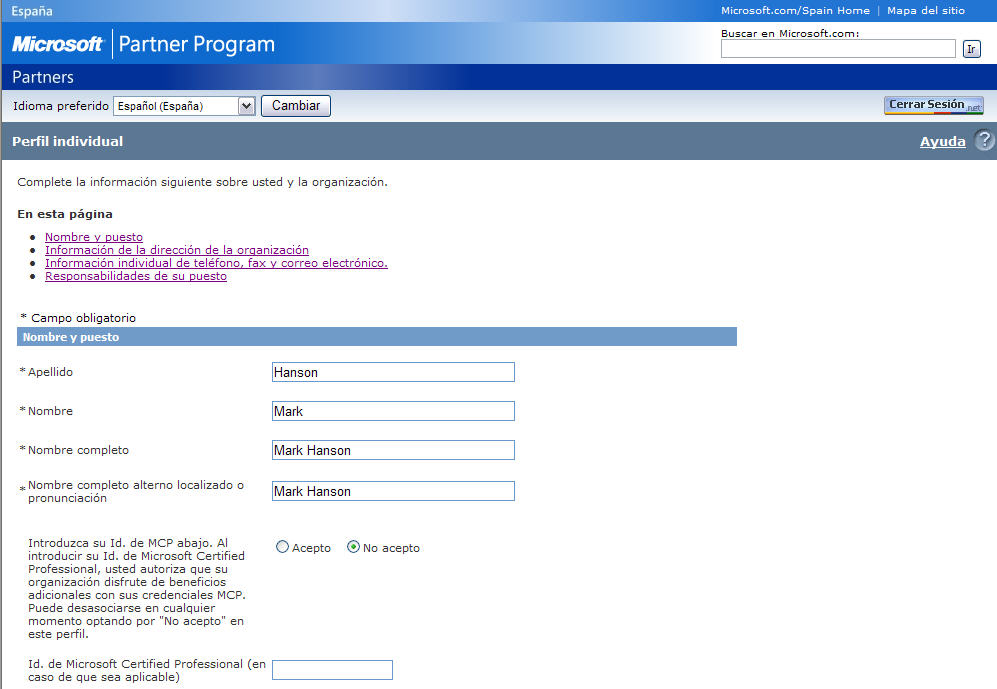 España
Microsoft.com/Spain Home | Mapa del sitio
Microsoft Partner Program
Buscar en Microsoft.com:
Ir
Partners
Idioma preferido Español (España) Cambiar
Cerrar Sesión .net
Perfil individual
Ayuda ?
Complete la información siguiente sobre usted y la organización.
En esta página
Nombre y puesto
Información de la dirección de la organización
Información individual de teléfono, fax y correo electrónico.
Responsabilidades de su puesto
* Campo obligatorio
Nombre y puesto
* Apellido Hanson
* Nombre Mark
* Nombre completo Mark Hanson
* Nombre completo alterno localizado o
pronunciación
Mark Hanson
Introduzca su Id. de MCP abajo. Al
introducir su Id. de Microsoft Certified
Professional, usted autoriza que su
organización disfrute de beneficios
adicionales con sus credenciales MCP.
Puede desasociarse en cualquier
momento optando por "No acepto" en
este perfil.
Acepto No acepto
Id. de Microsoft Certified Professional (en
caso de que sea aplicable)